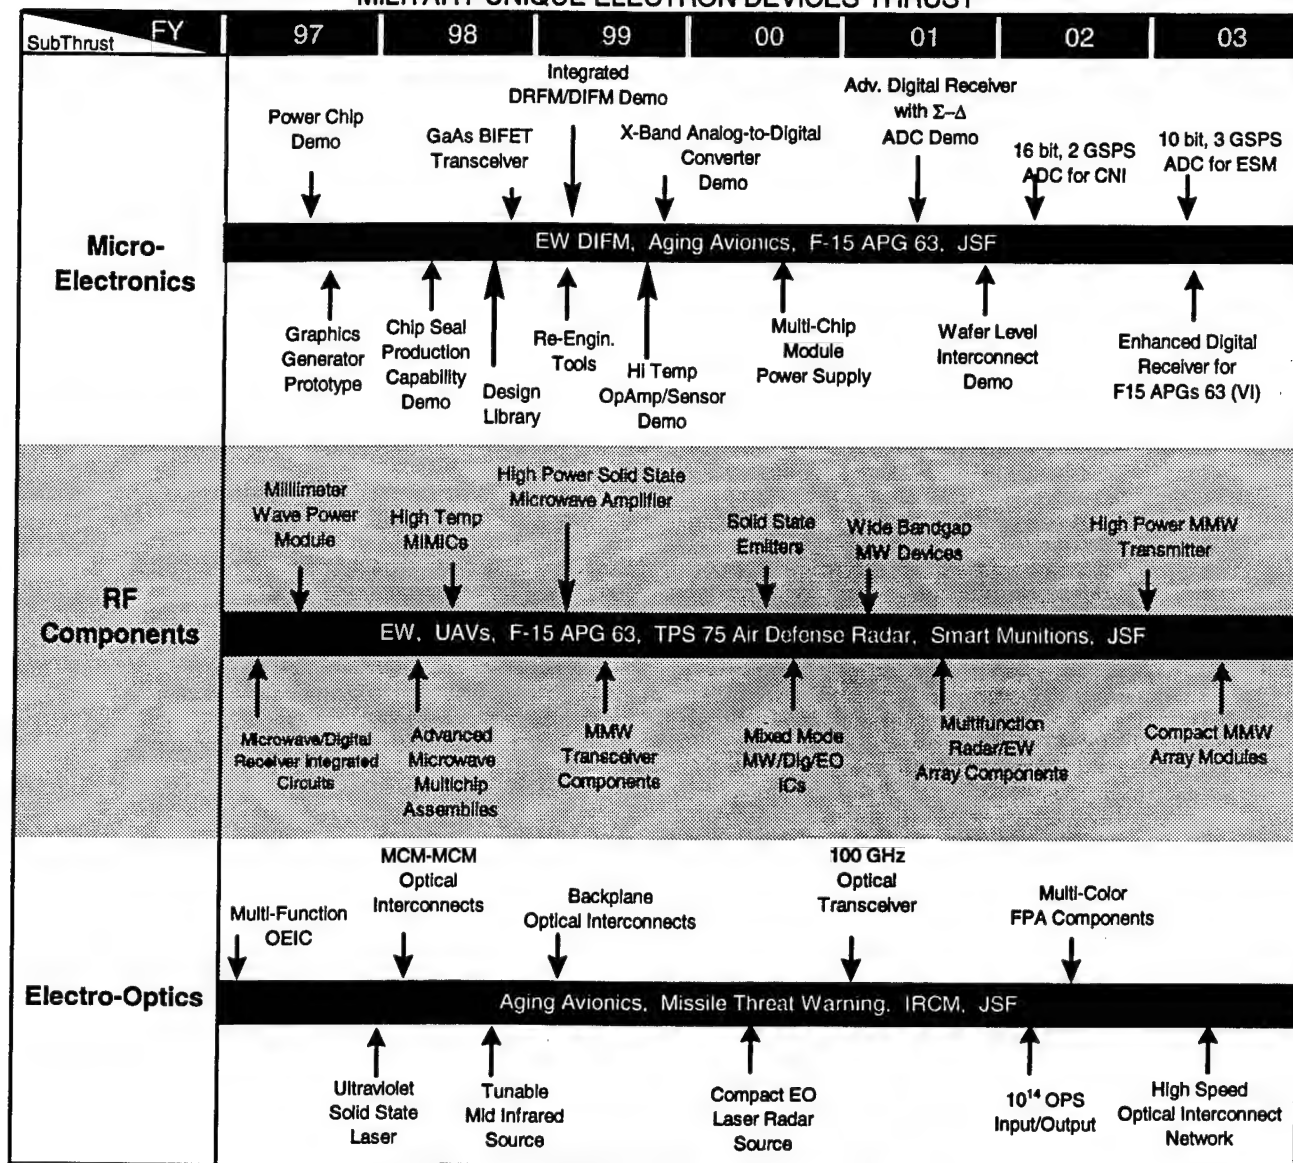 MILITARY UNIQUE ELECTRON DEVICES THRUST
SubThrust FY 97 98 99 00 01 02 03
Micro-
Electronics
Power Chip
Demo
GaAs BIFET
Transceiver
Integrated
DRFM/DIFM Demo
X-Band Analog-to-Digital
Converter
Demo
Adv. Digital Receiver
with Σ–Δ
ADC Demo
16 bit, 2 GSPS
ADC for CNI
10 bit, 3 GSPS
ADC for ESM
EW DIFM, Aging Avionics, F-15 APG 63, JSF
Graphics
Generator
Prototype
Chip Seal
Production
Capability
Demo
Design
Library
Re-Engin.
Tools
Hi Temp
OpAmp/Sensor
Demo
Multi-Chip
Module
Power Supply
Wafer Level
Interconnect
Demo
Enhanced Digital
Receiver for
F15 APGs 63 (VI)
RF
Components
Millimeter
Wave Power
Module
High Temp
MIMICs
High Power Solid State
Microwave Amplifier
Solid State
Emitters
Wide Bandgap
MW Devices
High Power MMW
Transmitter
EW, UAVs, F-15 APG 63, TPS 75 Air Defense Radar, Smart Munitions, JSF
Microwave/Digital
Receiver Integrated
Circuits
Advanced
Microwave
Multichip
Assemblies
MMW
Transceiver
Components
Mixed Mode
MW/Dig/EO
ICs
Multifunction
Radar/EW
Array Components
Compact MMW
Array Modules
Electro-Optics
Multi-Function
OEIC
MCM-MCM
Optical
Interconnects
Backplane
Optical Interconnects
100 GHz
Optical
Transceiver
Multi-Color
FPA Components
Aging Avionics, Missile Threat Warning, IRCM, JSF
Ultraviolet
Solid State
Laser
Tunable
Mid Infrared
Source
Compact EO
Laser Radar
Source
10¹⁴ OPS
Input/Output
High Speed
Optical Interconnect
Network